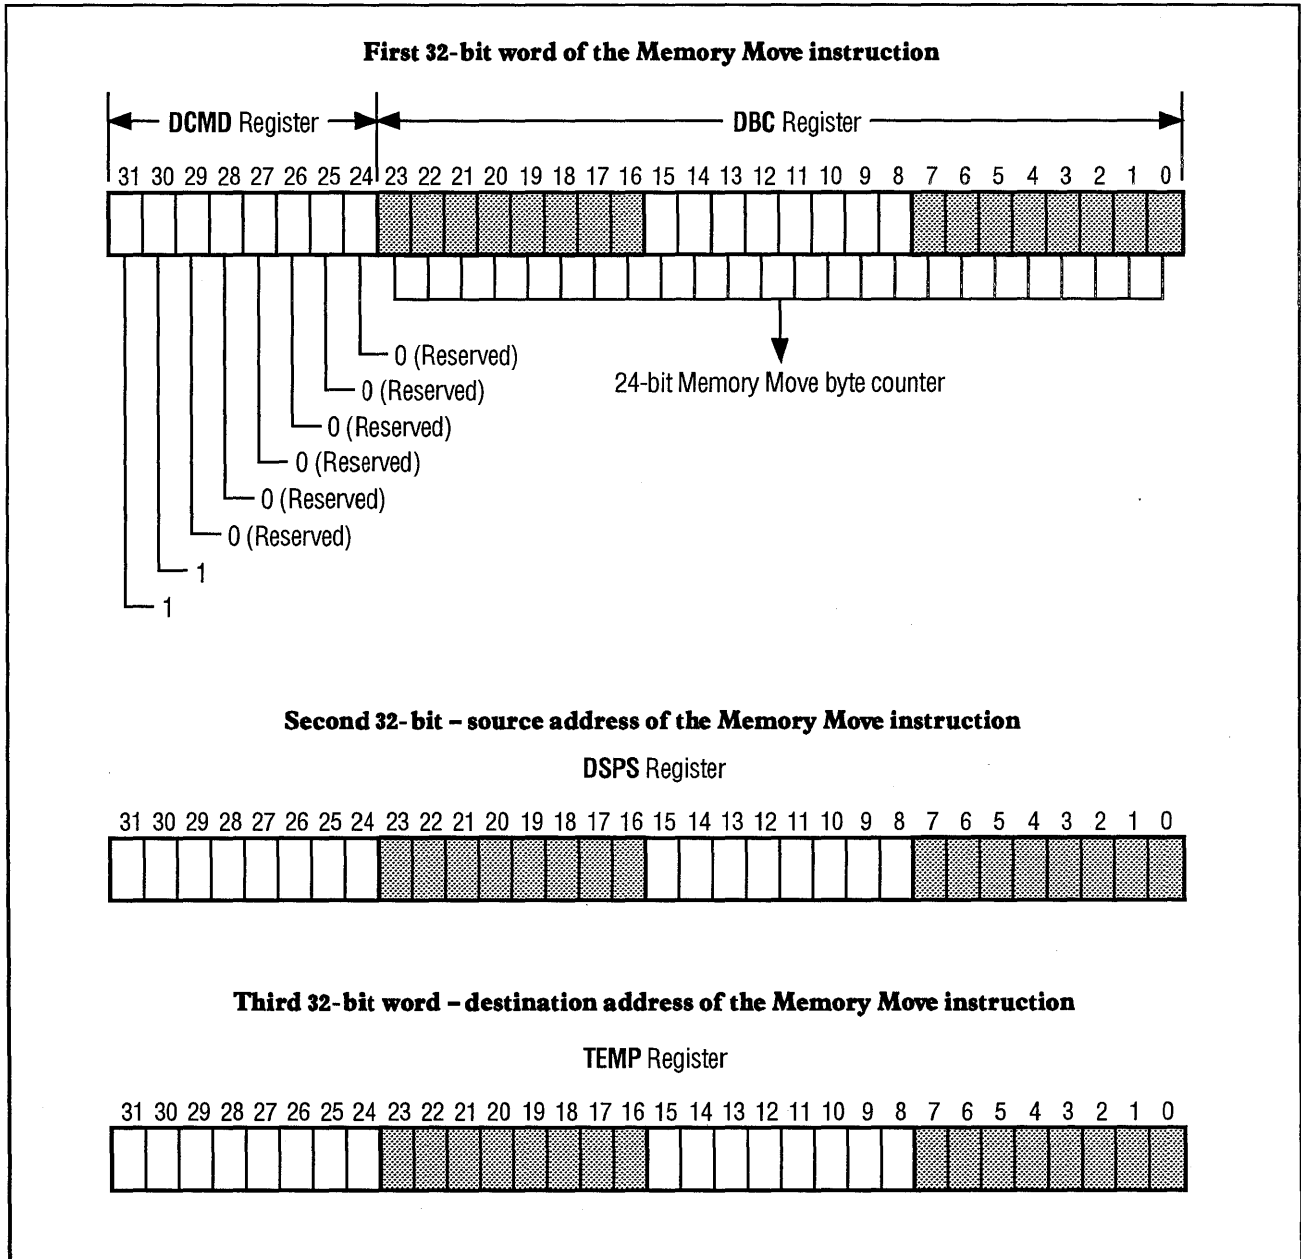 First 32-bit word of the Memory Move instruction
DCMD Register DBC Register
31 30 29 28 27 26 25 24 23 22 21 20 19 18 17 16 15 14 13 12 11 10 9 8 7 6 5 4 3 2 1 0
0 (Reserved)
24-bit Memory Move byte counter
0 (Reserved)
0 (Reserved)
0 (Reserved)
0 (Reserved)
0 (Reserved)
1
1
Second 32-bit – source address of the Memory Move instruction
DSPS Register
31 30 29 28 27 26 25 24 23 22 21 20 19 18 17 16 15 14 13 12 11 10 9 8 7 6 5 4 3 2 1 0
Third 32-bit word – destination address of the Memory Move instruction
TEMP Register
31 30 29 28 27 26 25 24 23 22 21 20 19 18 17 16 15 14 13 12 11 10 9 8 7 6 5 4 3 2 1 0